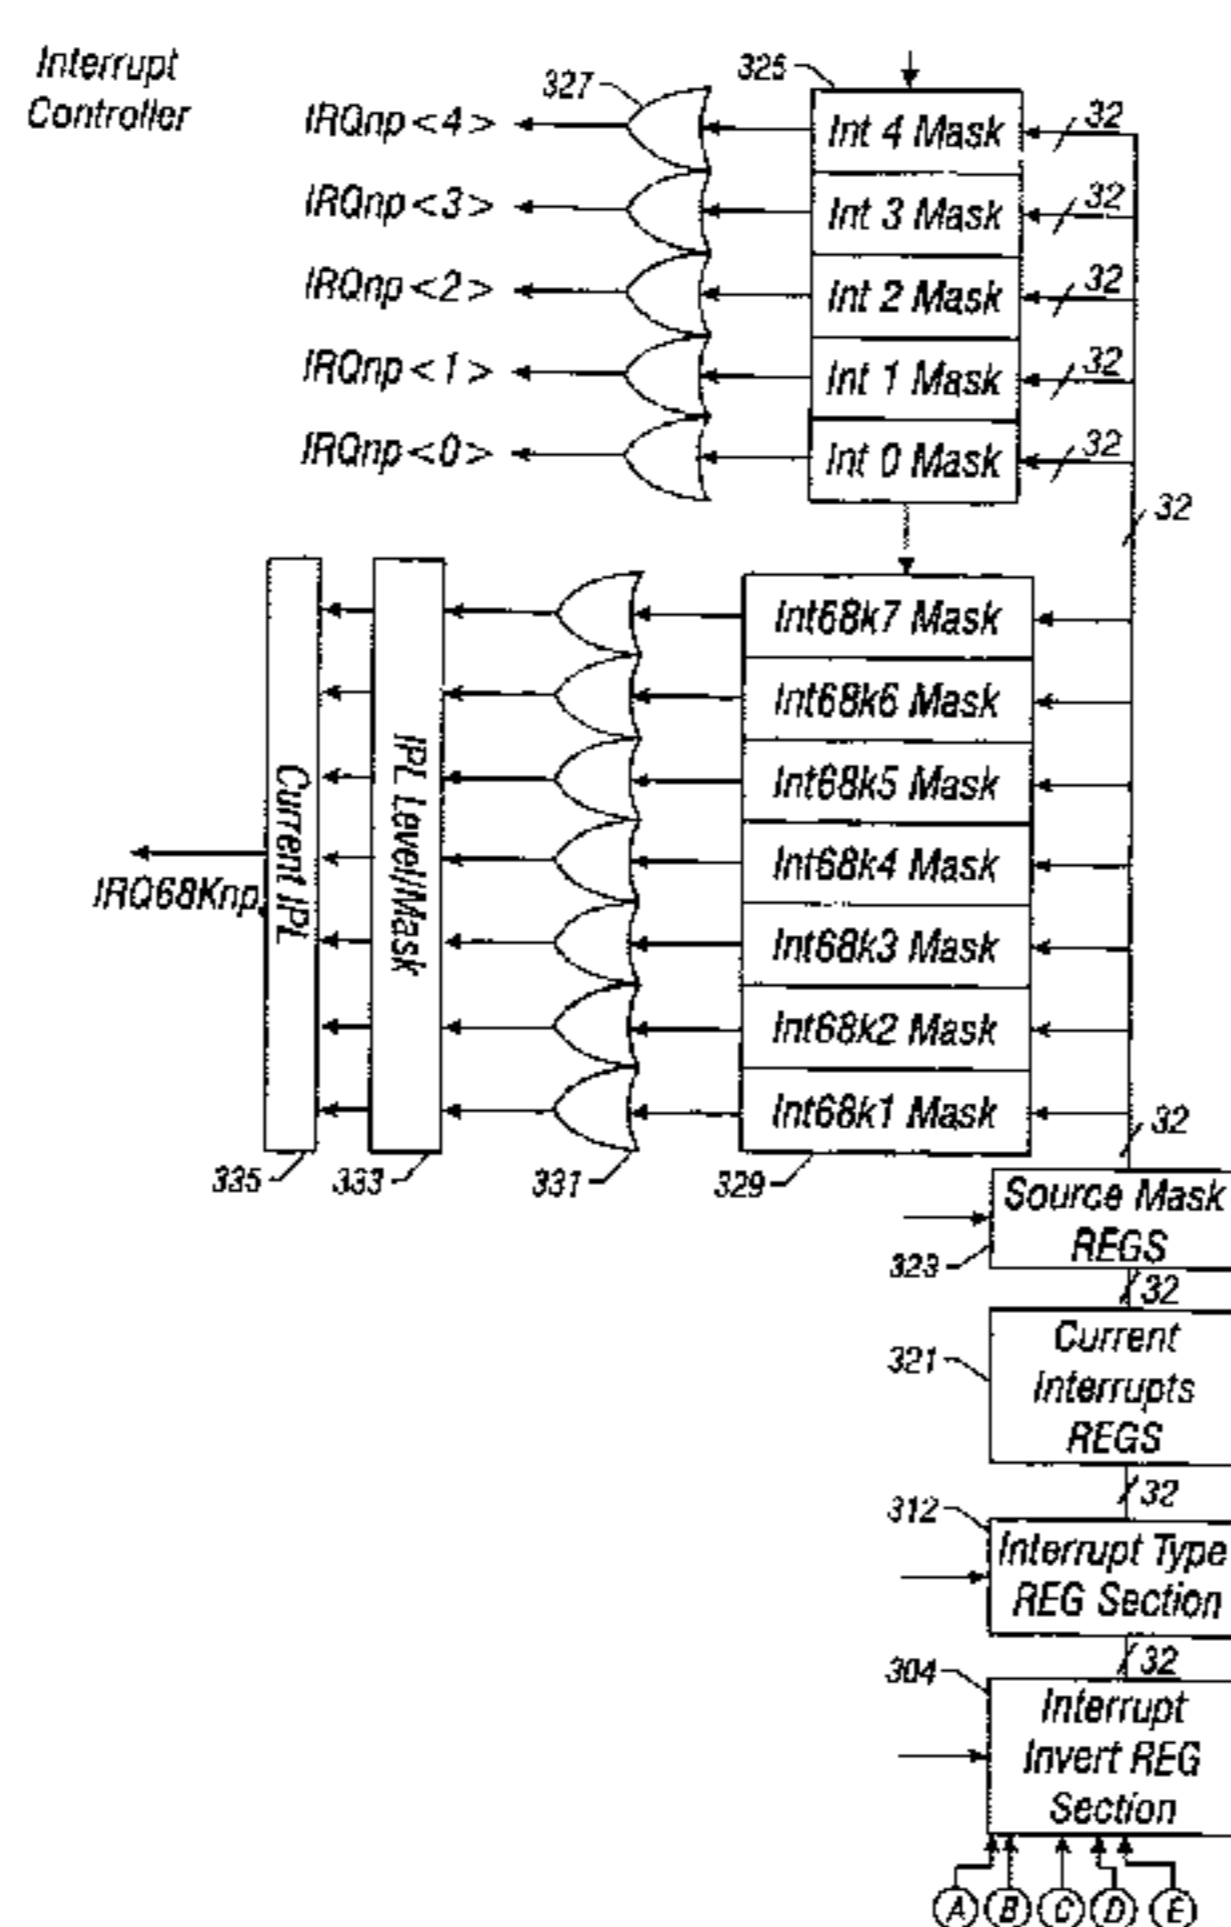 Interrupt
Controller
327
325
IRQnp<4>
Int 4 Mask
32
IRQnp<3>
Int 3 Mask
32
IRQnp<2>
Int 2 Mask
32
IRQnp<1>
Int 1 Mask
32
IRQnp<0>
Int 0 Mask
32
32
Int68k7 Mask
Int68k6 Mask
Int68k5 Mask
Int68k4 Mask
Int68k3 Mask
Int68k2 Mask
Int68k1 Mask
Current IPL
IPL Level/Mask
IRQ68Knp
335
333
331
329
32
Source Mask
REGS
323
32
Current
Interrupts
REGS
321
32
312
Interrupt Type
REG Section
32
304
Interrupt
Invert REG
Section
A B C D E